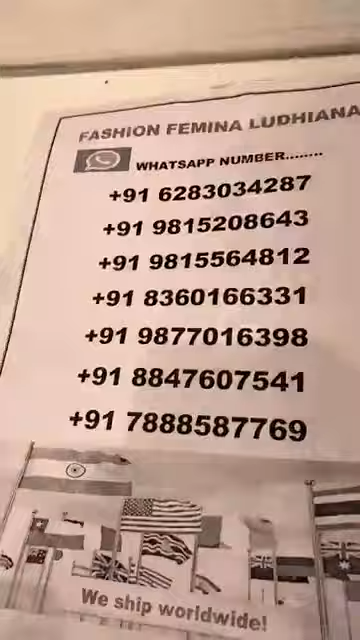 FASHION FEMINA LUDHIANA
WHATSAPP NUMBER........
+91 6283034287
+91 9815208643
+91 9815564812
+91 8360166331
+91 9877016398
+91 8847607541
+91 7888587769
We ship worldwide!